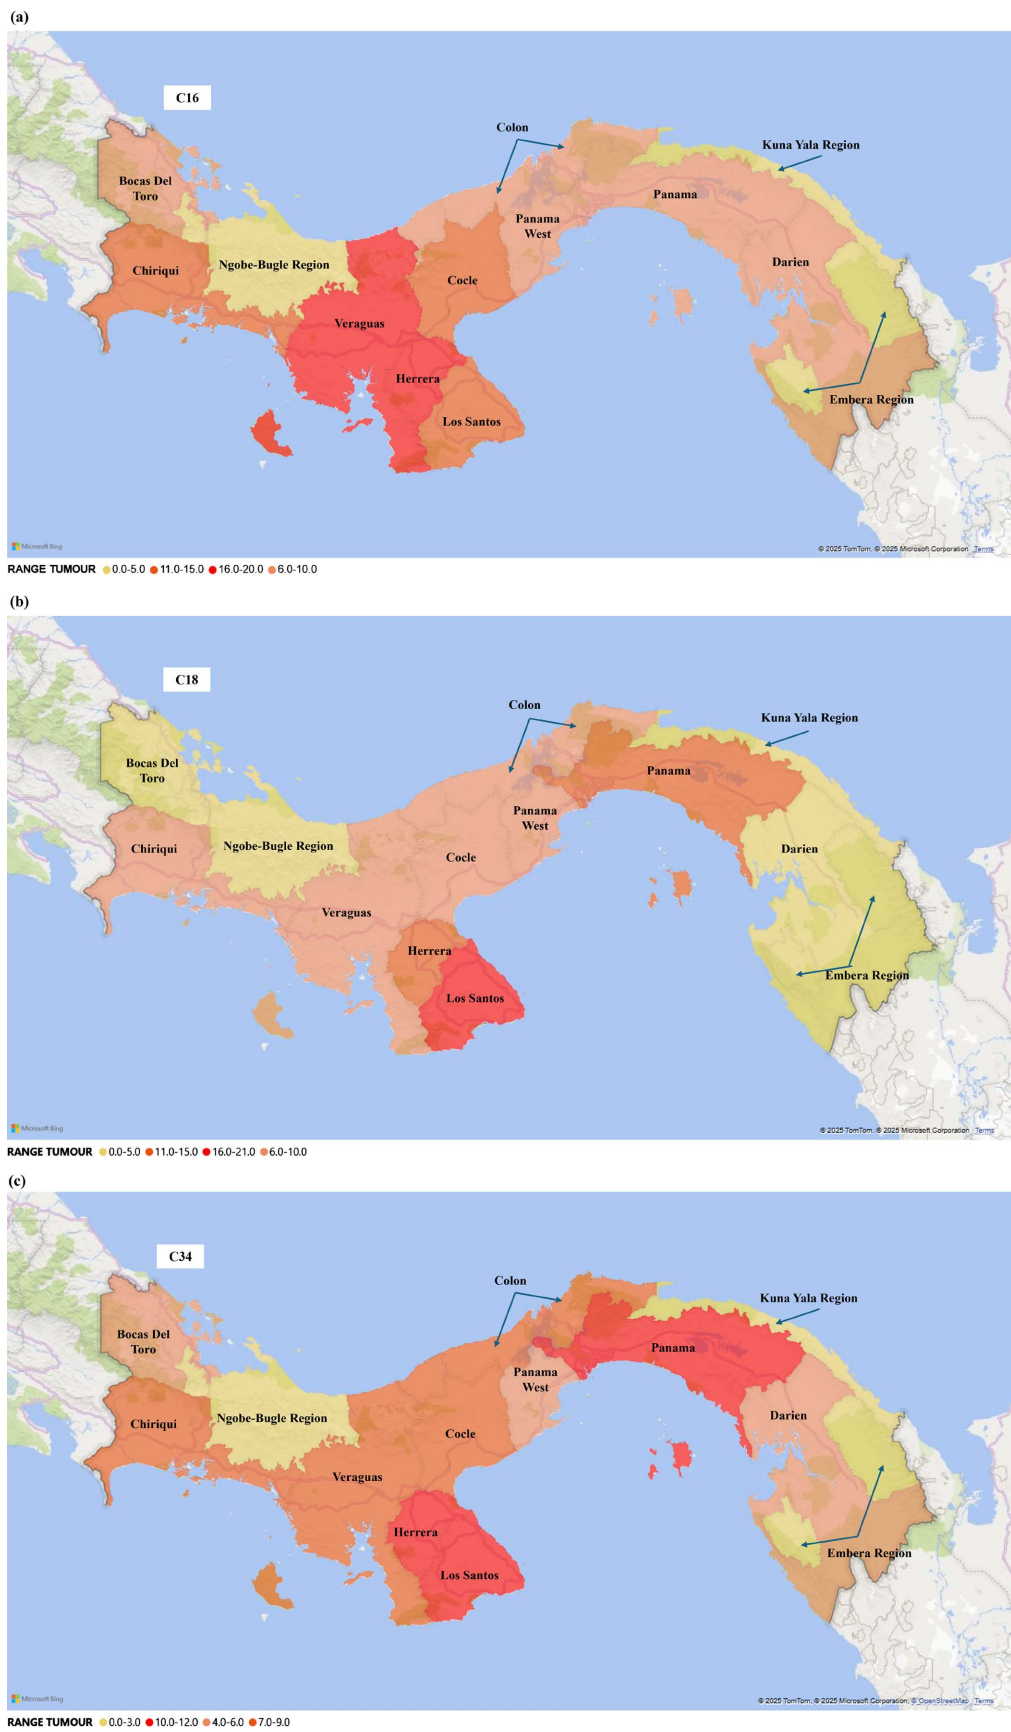 (a)
C16
Colon
Kuna Yala Region
Bocas Del
Toro
Panama
Panama
West
Chiriqui
Ngobe-Bugle Region
Darien
Cocle
Veraguas
Herrera
Embera Region
Los Santos
Microsoft Bing
© 2025 TomTom, © 2025 Microsoft Corporation Terms
RANGE TUMOUR 0.0-5.0 11.0-15.0 16.0-20.0 6.0-10.0
(b)
C18
Colon
Kuna Yala Region
Bocas Del
Toro
Panama
Panama
West
Chiriqui
Ngobe-Bugle Region
Darien
Cocle
Veraguas
Herrera
Embera Region
Los Santos
Microsoft Bing
© 2025 TomTom, © 2025 Microsoft Corporation Terms
RANGE TUMOUR 0.0-5.0 11.0-15.0 16.0-21.0 6.0-10.0
(c)
C34
Colon
Kuna Yala Region
Bocas Del
Toro
Panama
Panama
West
Chiriqui
Ngobe-Bugle Region
Darien
Cocle
Veraguas
Herrera
Embera Region
Los Santos
Microsoft Bing
© 2025 TomTom, © 2025 Microsoft Corporation, © OpenStreetMap Terms
RANGE TUMOUR 0.0-3.0 10.0-12.0 4.0-6.0 7.0-9.0